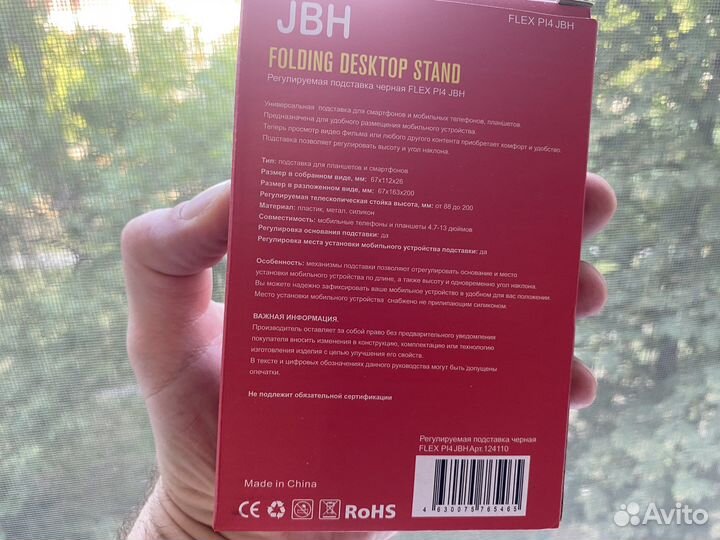 JBH
FLEX PI4 JBH
FOLDING DESKTOP STAND
Регулируемая подставка черная FLEX PI4 JBH
Универсальная подставка для смартфонов и мобильных телефонов, планшетов.
Предназначена для удобного размещения мобильного устройства.
Теперь просмотр видео фильма или любого другого контента приобретает комфорт и удобство.
Подставка позволяет регулировать высоту и угол наклона.
Тип: подставка для планшетов и смартфонов
Размер в собранном виде, мм: 67х112х26
Размер в разложенном виде, мм: 67х163х200
Регулируемая телескопическая стойка высота, мм: от 88 до 200
Материал: пластик, метал, силикон
Совместимость: мобильные телефоны и планшеты 4.7-13 дюймов
Регулировка основания подставки: да
Регулировка места установки мобильного устройства подставки: да
Особенность: механизмы подставки позволяют отрегулировать основание и место
установки мобильного устройства по длине, а также высоту и одновременно угол наклона.
Вы можете надежно зафиксировать ваше мобильное устройство в удобном для вас положении.
Место установки мобильного устройства снабжено не прилипающим силиконом.
ВАЖНАЯ ИНФОРМАЦИЯ.
Производитель оставляет за собой право без предварительного уведомления
покупателя вносить изменения в конструкцию, комплектацию или технологию
изготовления изделия с целью улучшения его свойств.
В тексте и цифровых обозначениях данного руководства могут быть допущены
опечатки.
Не подлежит обязательной сертификации
Регулируемая подставка черная
FLEX PI4 JBH Арт.124110
Made in China
CE RoHS
4 630075 765465
Avito